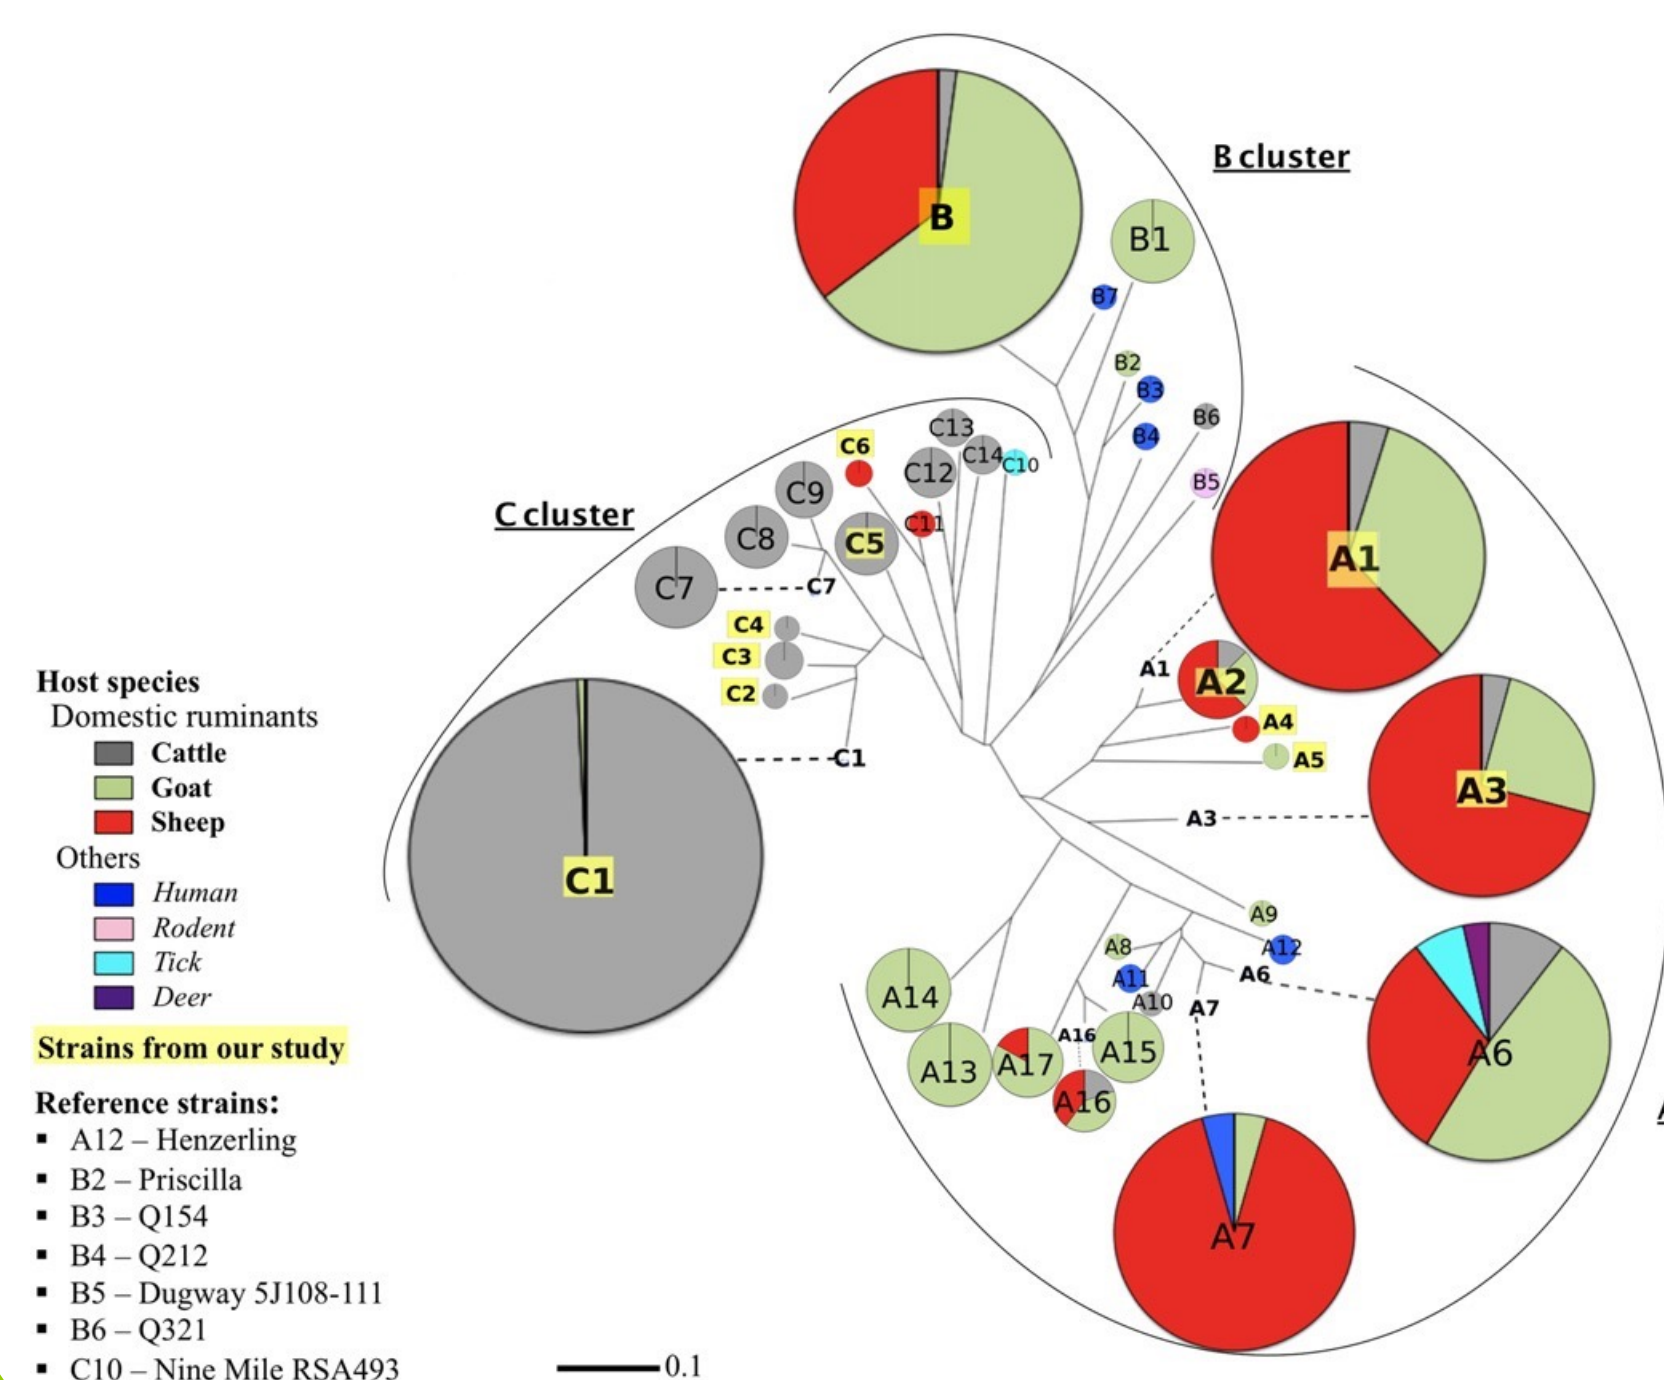 B cluster
B
B1
B7
B2
B3
B4
B6
B5
C cluster
C13
C6
C14
C10
C12
C9
C11
C8
C5
C7
C7
C4
C3
C2
C1
C1
A1
A1
A2
A4
A5
A3
A3
A9
A12
A8
A6
A11
A10
A7
A6
A14
A16
A15
A13
A17
A16
A7
Host species
Domestic ruminants
Cattle
Goat
Sheep
Others
Human
Rodent
Tick
Deer
Strains from our study
Reference strains:
▪ A12 – Henzerling
▪ B2 – Priscilla
▪ B3 – Q154
▪ B4 – Q212
▪ B5 – Dugway 5J108-111
▪ B6 – Q321
▪ C10 – Nine Mile RSA493
0.1